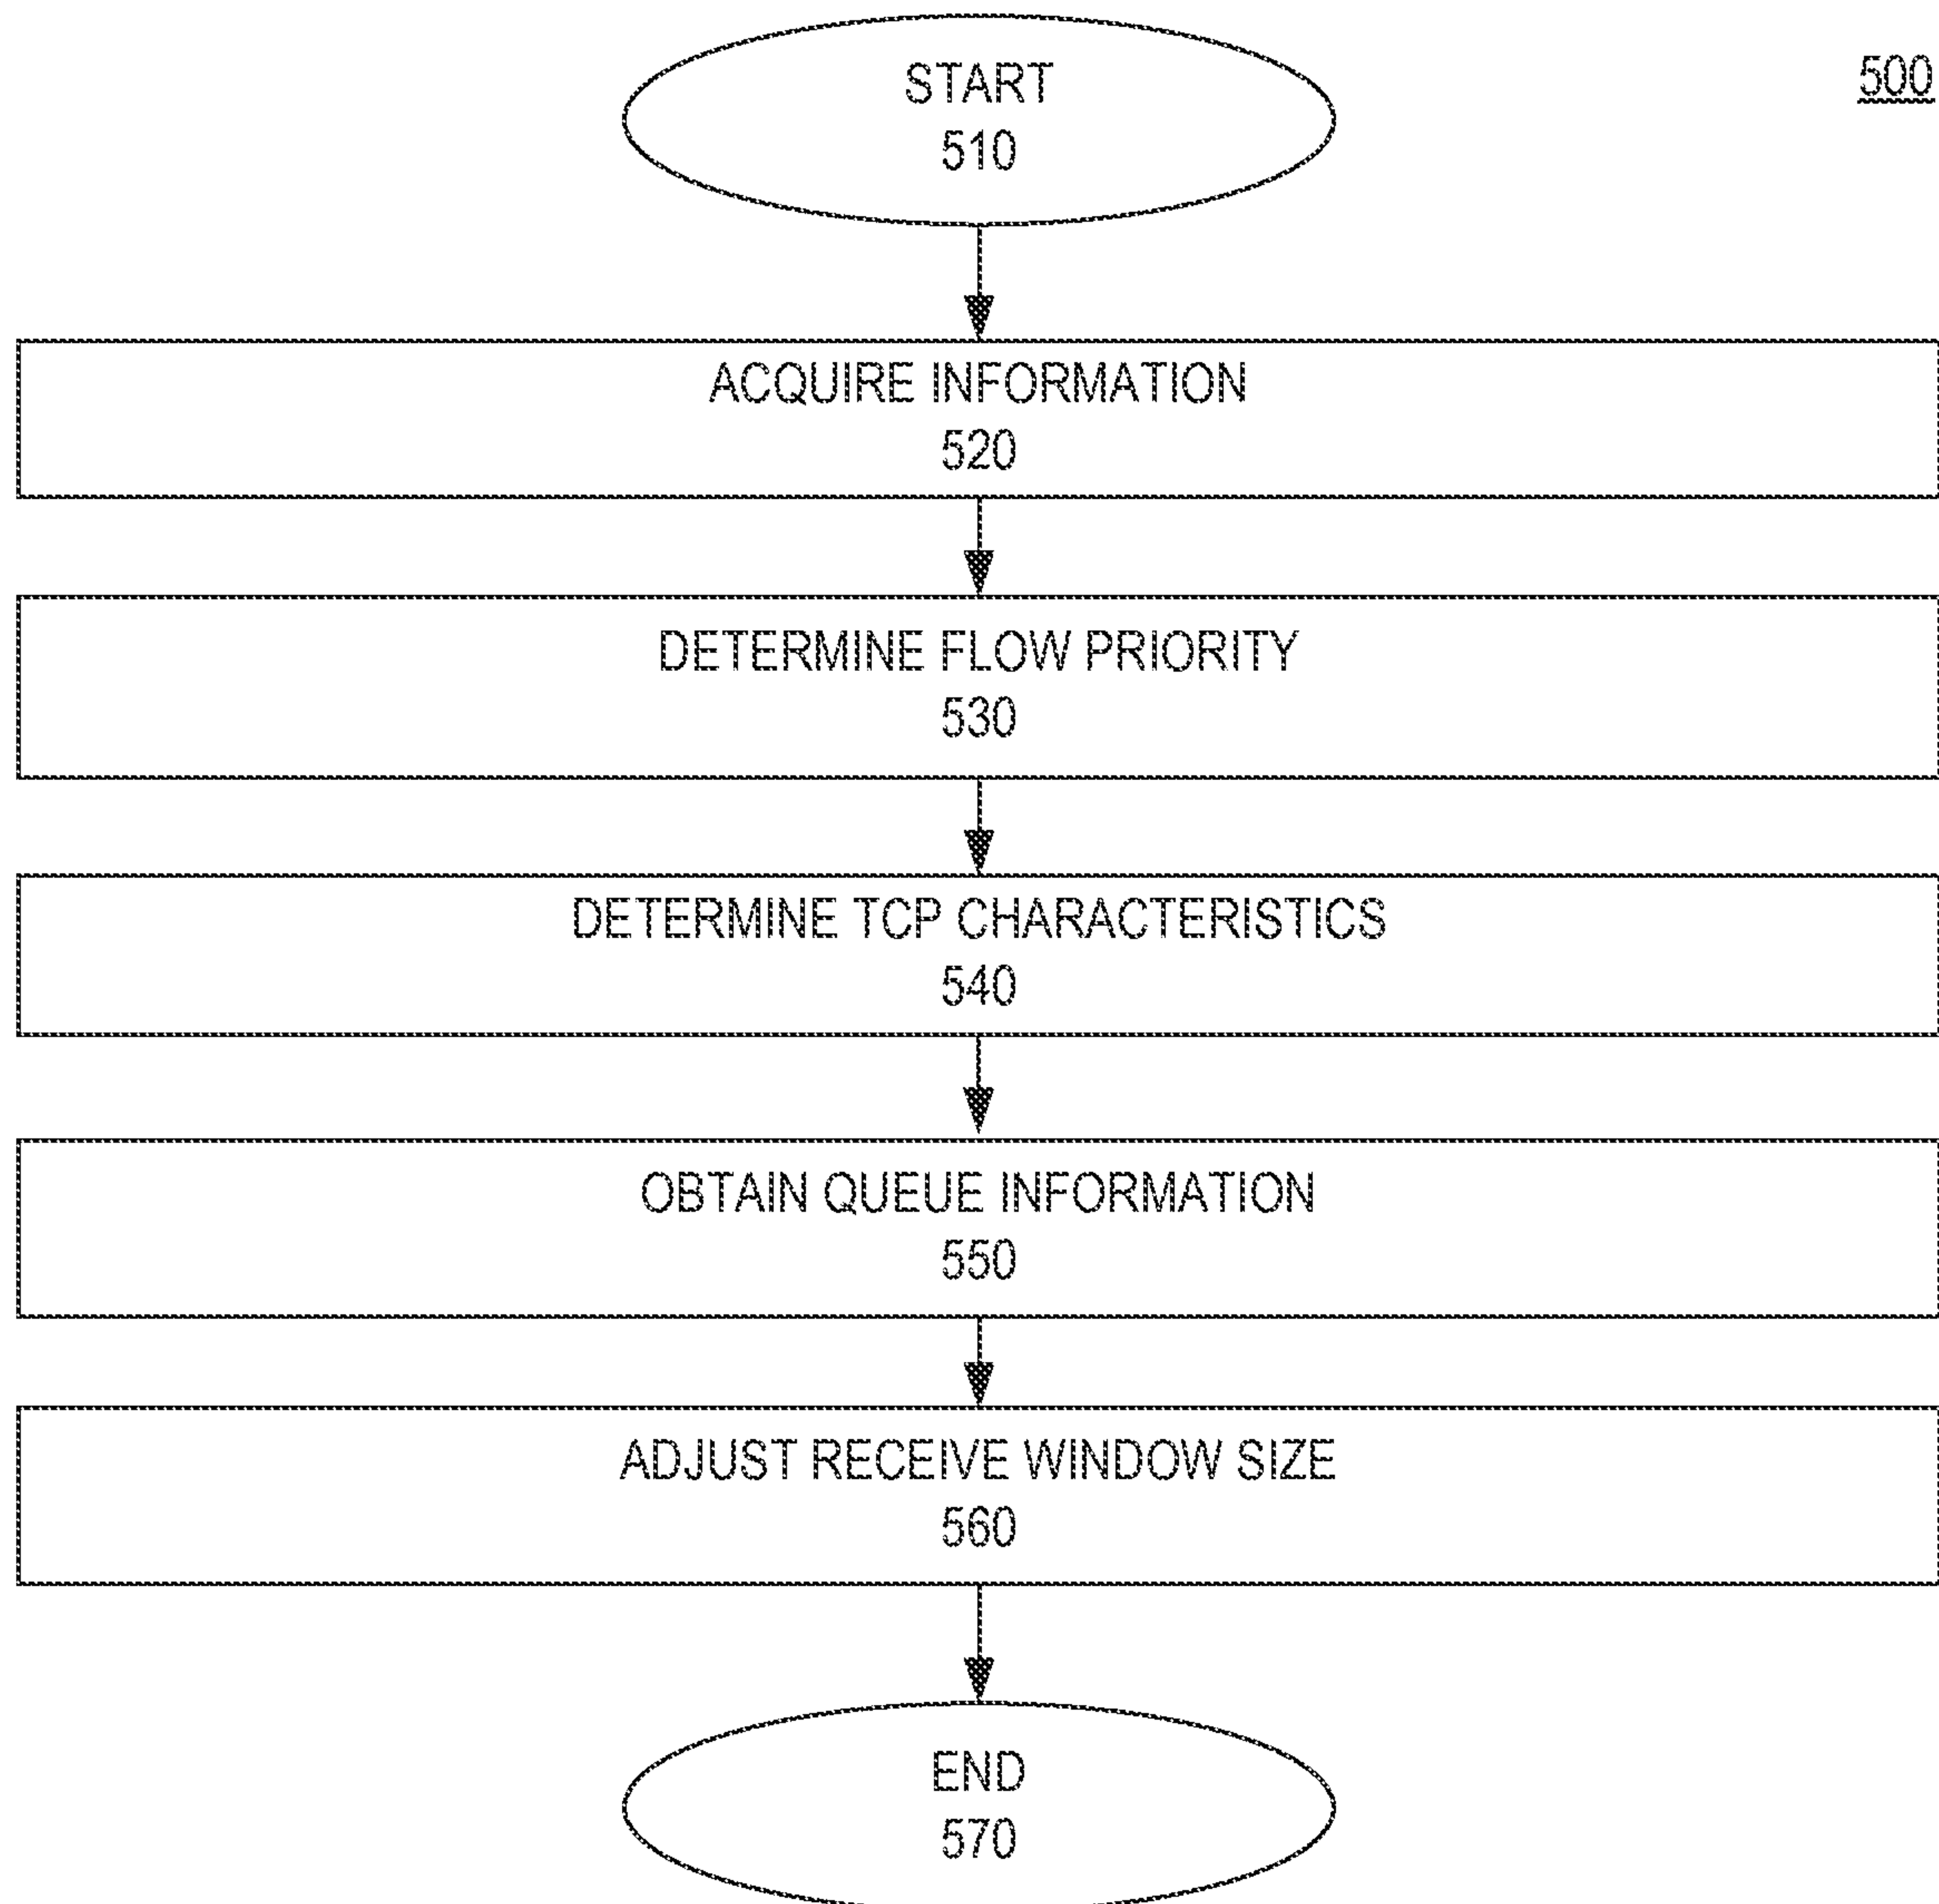 500
START
510
ACQUIRE INFORMATION
520
DETERMINE FLOW PRIORITY
530
DETERMINE TCP CHARACTERISTICS
540
OBTAIN QUEUE INFORMATION
550
ADJUST RECEIVE WINDOW SIZE
560
END
570